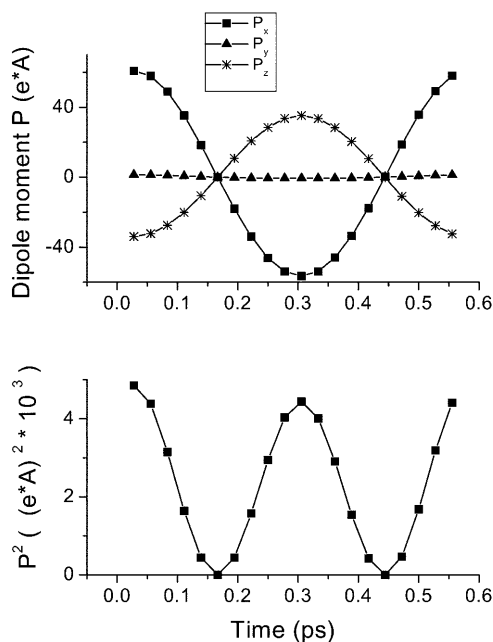 P_x
P_y
P_z
Dipole moment P (e*A)
40
0
-40
0.0 0.1 0.2 0.3 0.4 0.5 0.6
P² ( (e*A)² * 10³)
4
2
0
0.0 0.1 0.2 0.3 0.4 0.5 0.6
Time (ps)